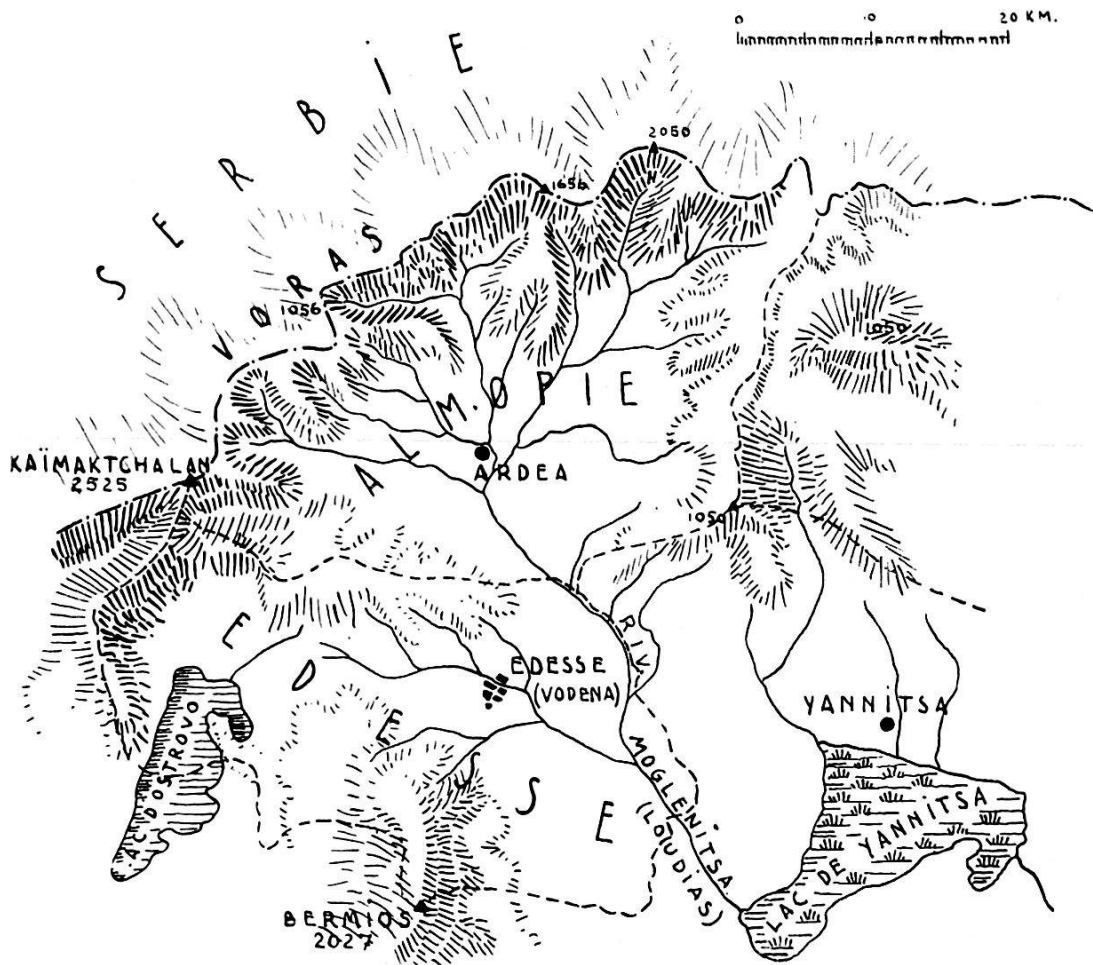 0 10 20 KM.
SERBIE
2050
1656
VORAS
1056
1050
ALMOPIE
KAÏMAKTCHALAN
2525
ARDEA
1050
EDESSE
EDESSE
(VODENA)
RIV. MOGLENITSA
(LOUDIAS)
YANNITSA
LAC DOSTROVO
LAC DE YANNITSA
BERMIOS
2027